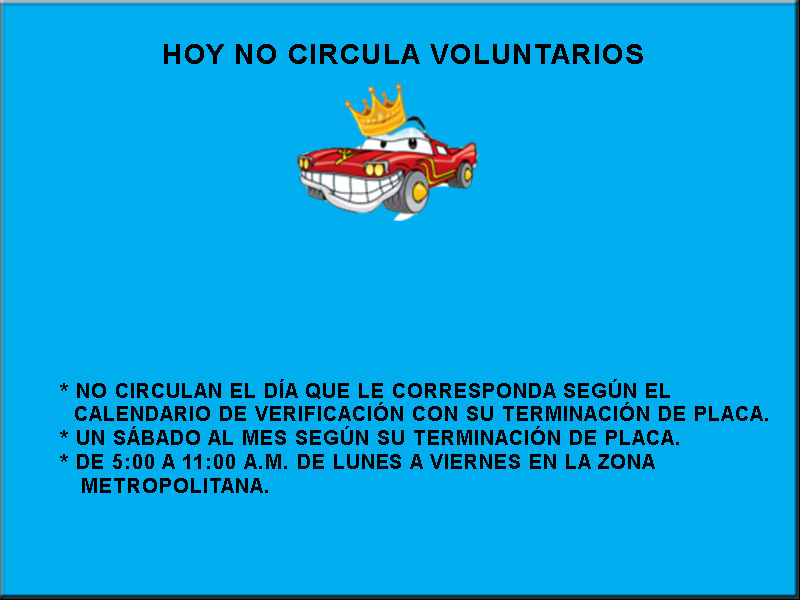 HOY NO CIRCULA VOLUNTARIOS
* NO CIRCULAN EL DÍA QUE LE CORRESPONDA SEGÚN EL
CALENDARIO DE VERIFICACIÓN CON SU TERMINACIÓN DE PLACA.
* UN SÁBADO AL MES SEGÚN SU TERMINACIÓN DE PLACA.
* DE 5:00 A 11:00 A.M. DE LUNES A VIERNES EN LA ZONA
METROPOLITANA.